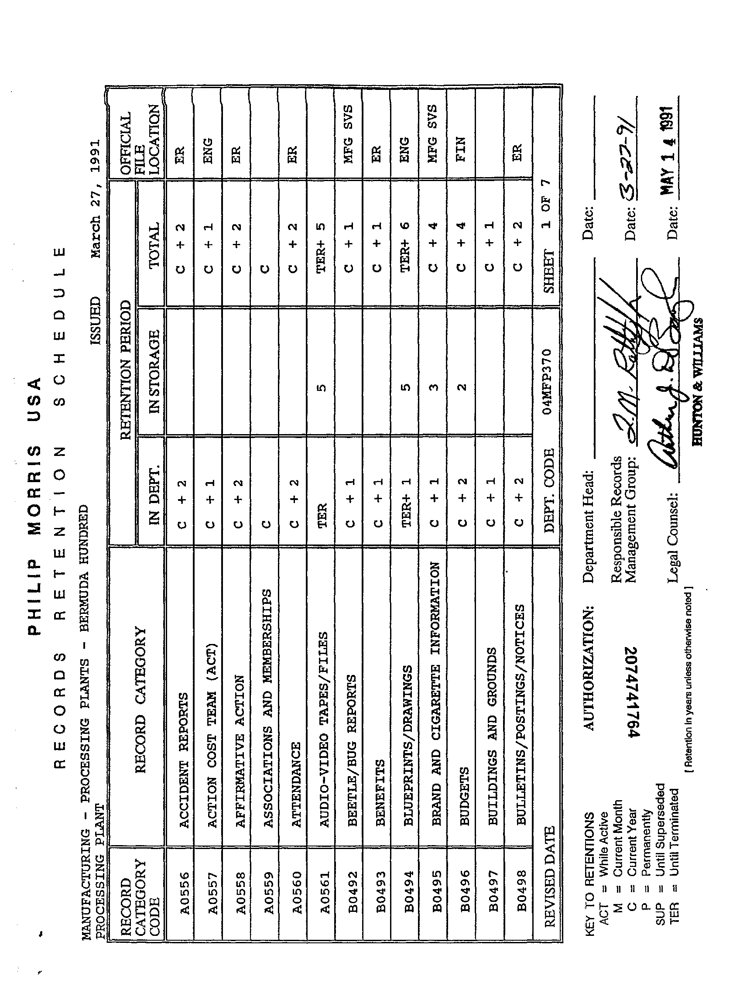 PHILIP MORRIS USA
RECORDS RETENTION SCHEDULE
MANUFACTURING - PROCESSING PLANTS - BERMUDA HUNDRED
PROCESSING PLANT
ISSUED March 27, 1991
RECORD CATEGORY CODE RECORD CATEGORY RETENTION PERIOD OFFICIAL FILE LOCATION
IN DEPT. IN STORAGE TOTAL
A0556 ACCIDENT REPORTS C + 2 C + 2 ER
A0557 ACTION COST TEAM (ACT) C + 1 C + 1 ENG
A0558 AFFIRMATIVE ACTION C + 2 C + 2 ER
A0559 ASSOCIATIONS AND MEMBERSHIPS C C
A0560 ATTENDANCE C + 2 C + 2 ER
A0561 AUDIO-VIDEO TAPES/FILES TER 5 TER+ 5
B0492 BEETLE/BUG REPORTS C + 1 C + 1 MFG SVS
B0493 BENEFITS C + 1 C + 1 ER
B0494 BLUEPRINTS/DRAWINGS TER+ 1 5 TER+ 6 ENG
B0495 BRAND AND CIGARETTE INFORMATION C + 1 3 C + 4 MFG SVS
B0496 BUDGETS C + 2 2 C + 4 FIN
B0497 BUILDINGS AND GROUNDS C + 1 C + 1
B0498 BULLETINS/POSTINGS/NOTICES C + 2 C + 2 ER
REVISED DATE DEPT. CODE 04MFP370 SHEET 1 OF 7
KEY TO RETENTIONS
ACT = While Active
M = Current Month
C = Current Year
P = Permanently
SUP = Until Superseded
TER = Until Terminated
AUTHORIZATION:
2074741764
Department Head: Date:
Responsible Records
Management Group: Date: 3-27-91
Legal Counsel: Date: MAY 14 1991
HUNTON & WILLIAMS
[ Retention in years unless otherwise noted ]